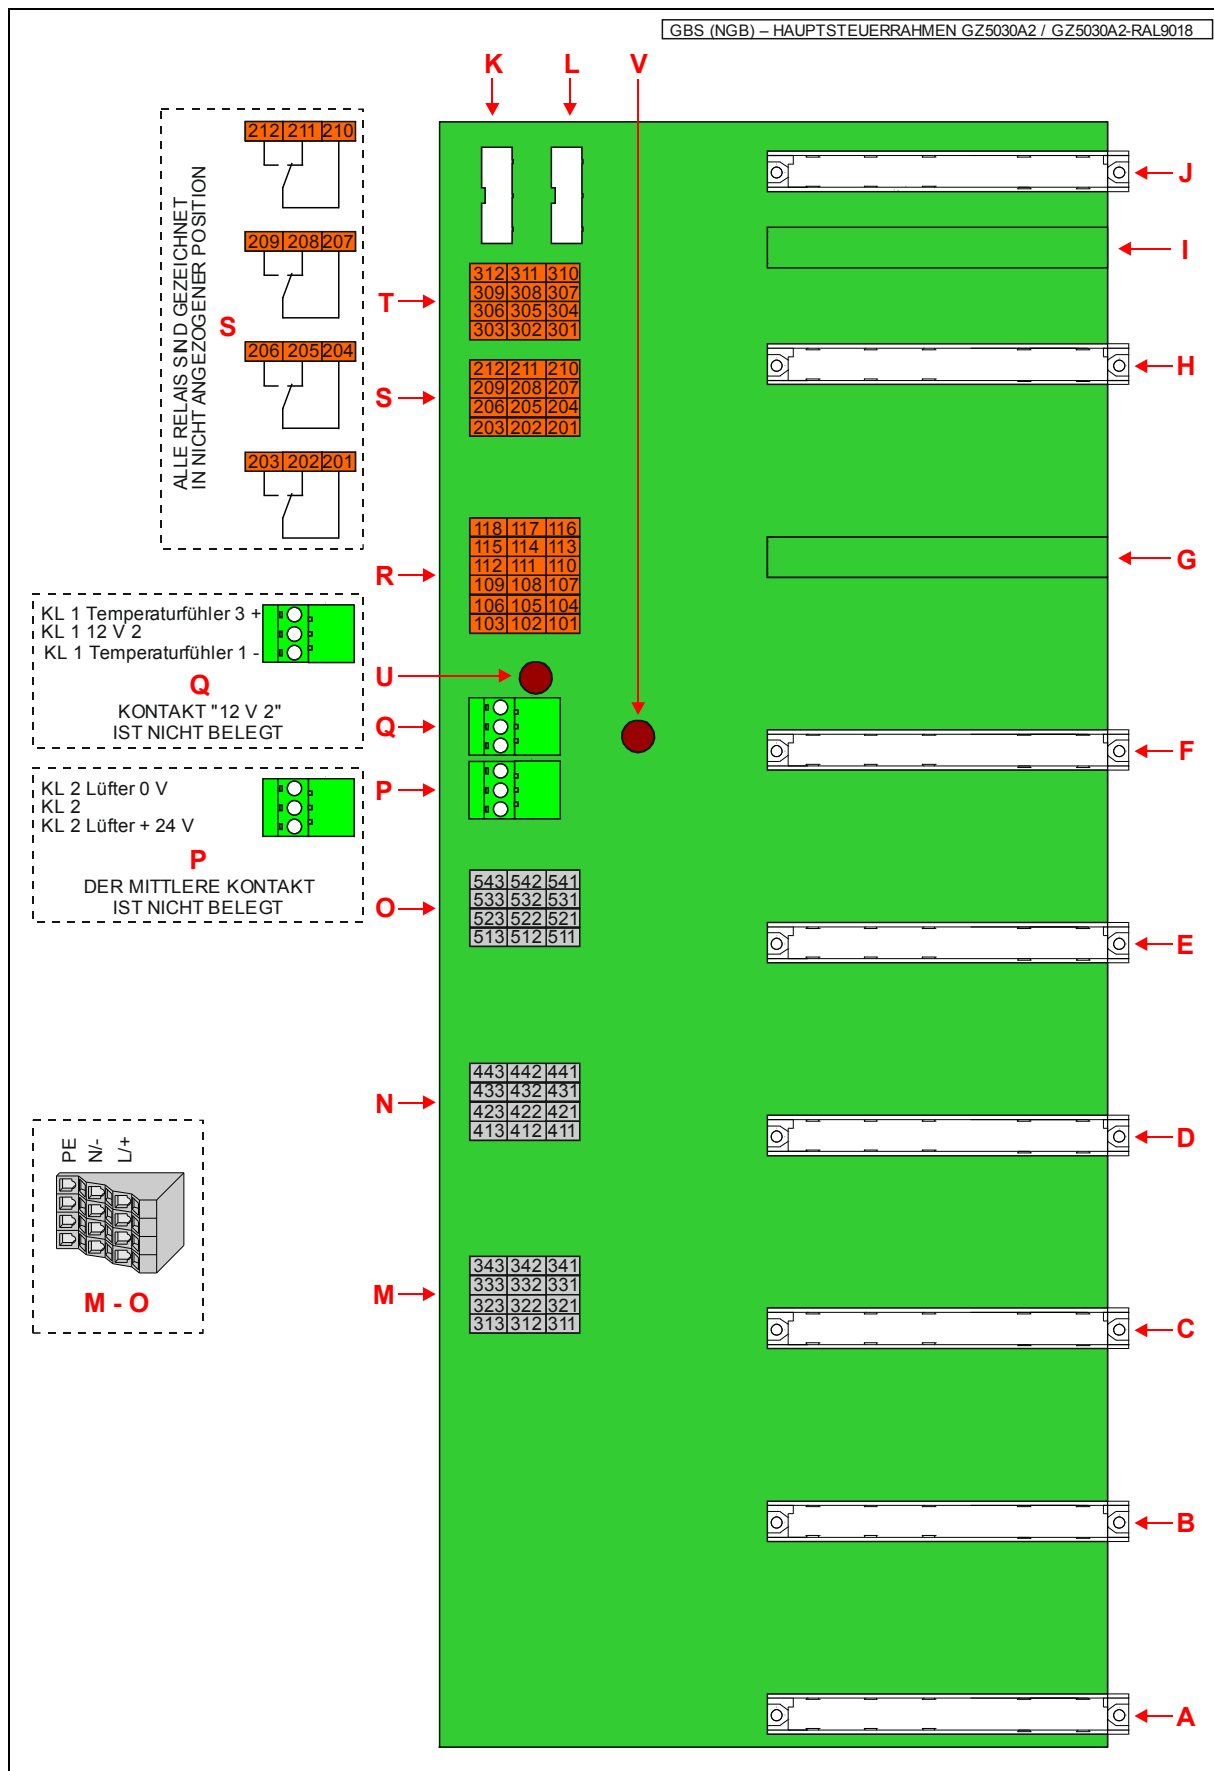 GBS (NGB) – HAUPTSTEUERRAHMEN GZ5030A2 / GZ5030A2-RAL9018
K L V
212 211 210
209 208 207
206 205 204
203 202 201
ALLE RELAIS SIND GEZEICHNET
IN NICHT ANGEZOGENER POSITION
S
KL 1 Temperaturfühler 3 +
KL 1 12 V 2
KL 1 Temperaturfühler 1 -
Q
KONTAKT "12 V 2"
IST NICHT BELEGT
KL 2 Lüfter 0 V
KL 2
KL 2 Lüfter + 24 V
P
DER MITTLERE KONTAKT
IST NICHT BELEGT
PE
N/-
L/+
M - O
T
312 311 310
309 308 307
306 305 304
303 302 301
S
212 211 210
209 208 207
206 205 204
203 202 201
R
118 117 116
115 114 113
112 111 110
109 108 107
106 105 104
103 102 101
U
Q
P
O
543 542 541
533 532 531
523 522 521
513 512 511
N
443 442 441
433 432 431
423 422 421
413 412 411
M
343 342 341
333 332 331
323 322 321
313 312 311
J
I
H
G
F
E
D
C
B
A